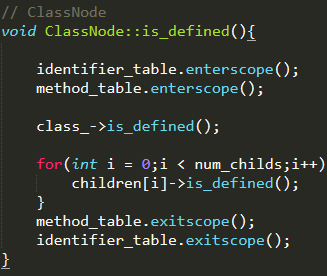 // ClassNode
void ClassNode::is_defined(){
identifier_table.enterscope();
method_table.enterscope();
class_->is_defined();
for(int i = 0;i < num_childs;i++)
children[i]->is_defined();
}
method_table.exitscope();
identifier_table.exitscope();
}